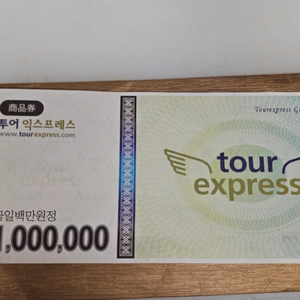 商品券
투어 익스프레스
www.tourexpress.com
Tourexpress G
tour
express
금일백만원정
1,000,000